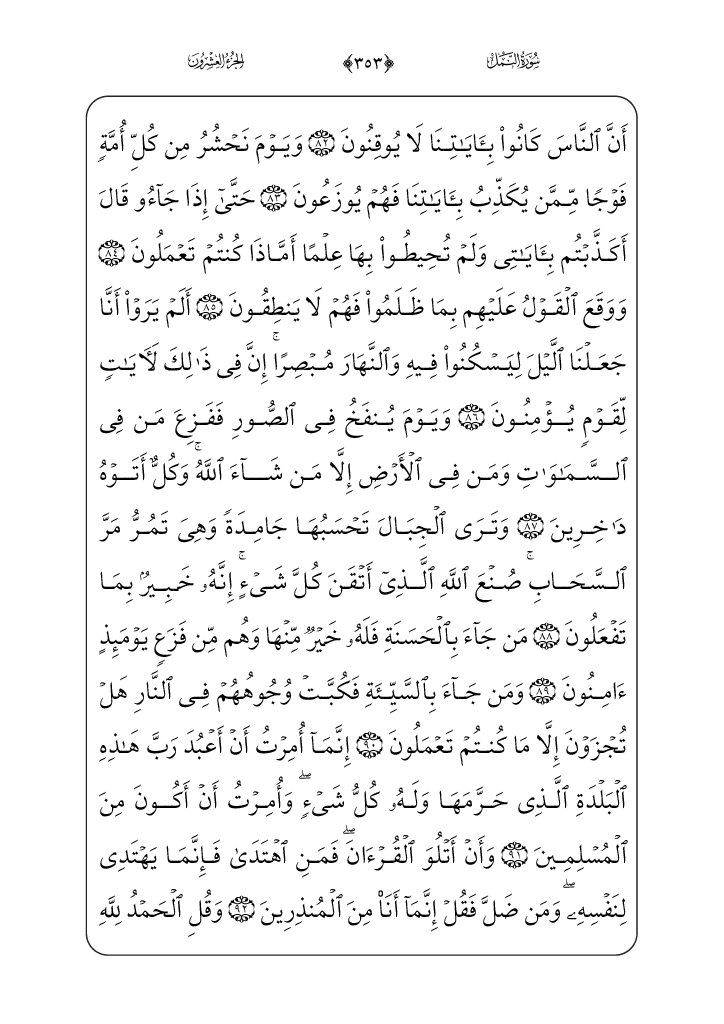 سُورَةُ النَّمْلِ ﴿٣٥٣﴾ الجُزْءُ العِشْرُونَ
أَنَّ ٱلنَّاسَ كَانُوا۟ بِـَٔايَـٰتِنَا لَا يُوقِنُونَ ۝٨٢ وَيَوْمَ نَحْشُرُ مِن كُلِّ أُمَّةٍ
فَوْجًا مِّمَّن يُكَذِّبُ بِـَٔايَـٰتِنَا فَهُمْ يُوزَعُونَ ۝٨٣ حَتَّىٰٓ إِذَا جَآءُو قَالَ
أَكَذَّبْتُم بِـَٔايَـٰتِى وَلَمْ تُحِيطُوا۟ بِهَا عِلْمًا أَمَّاذَا كُنتُمْ تَعْمَلُونَ ۝٨٤
وَوَقَعَ ٱلْقَوْلُ عَلَيْهِم بِمَا ظَلَمُوا۟ فَهُمْ لَا يَنطِقُونَ ۝٨٥ أَلَمْ يَرَوْا۟ أَنَّا
جَعَلْنَا ٱلَّيْلَ لِيَسْكُنُوا۟ فِيهِ وَٱلنَّهَارَ مُبْصِرًا ۚ إِنَّ فِى ذَٰلِكَ لَـَٔايَـٰتٍ
لِّقَوْمٍ يُؤْمِنُونَ ۝٨٦ وَيَوْمَ يُنفَخُ فِى ٱلصُّورِ فَفَزِعَ مَن فِى
ٱلسَّمَـٰوَٰتِ وَمَن فِى ٱلْأَرْضِ إِلَّا مَن شَآءَ ٱللَّهُ ۚ وَكُلٌّ أَتَوْهُ
دَٰخِرِينَ ۝٨٧ وَتَرَى ٱلْجِبَالَ تَحْسَبُهَا جَامِدَةً وَهِىَ تَمُرُّ مَرَّ
ٱلسَّحَابِ ۚ صُنْعَ ٱللَّهِ ٱلَّذِىٓ أَتْقَنَ كُلَّ شَىْءٍ ۚ إِنَّهُۥ خَبِيرٌۢ بِمَا
تَفْعَلُونَ ۝٨٨ مَن جَآءَ بِٱلْحَسَنَةِ فَلَهُۥ خَيْرٌ مِّنْهَا وَهُم مِّن فَزَعٍ يَوْمَئِذٍ
ءَامِنُونَ ۝٨٩ وَمَن جَآءَ بِٱلسَّيِّئَةِ فَكُبَّتْ وُجُوهُهُمْ فِى ٱلنَّارِ هَلْ
تُجْزَوْنَ إِلَّا مَا كُنتُمْ تَعْمَلُونَ ۝٩٠ إِنَّمَآ أُمِرْتُ أَنْ أَعْبُدَ رَبَّ هَـٰذِهِ
ٱلْبَلْدَةِ ٱلَّذِى حَرَّمَهَا وَلَهُۥ كُلُّ شَىْءٍ ۖ وَأُمِرْتُ أَنْ أَكُونَ مِنَ
ٱلْمُسْلِمِينَ ۝٩١ وَأَنْ أَتْلُوَ ٱلْقُرْءَانَ ۖ فَمَنِ ٱهْتَدَىٰ فَإِنَّمَا يَهْتَدِى
لِنَفْسِهِۦ ۖ وَمَن ضَلَّ فَقُلْ إِنَّمَآ أَنَا۠ مِنَ ٱلْمُنذِرِينَ ۝٩٢ وَقُلِ ٱلْحَمْدُ لِلَّهِ